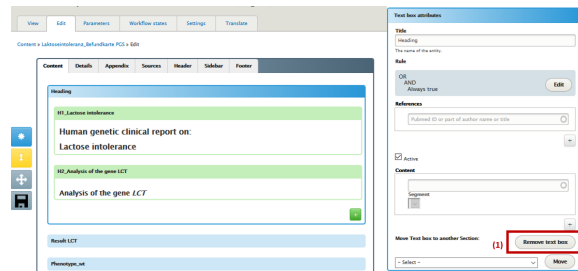 View Edit Parameters Workflow states Settings Translate
Content » Laktoseintoleranz_Befundkarte PCS » Edit
Content Details Appendix Sources Header Sidebar Footer
Heading
H1_Lactose intolerance
Human genetic clinical report on:
Lactose intolerance
H2_Analysis of the gene LCT
Analysis of the gene LCT
+
Result LCT
Phenotype_wt
Text box attributes
Title
Heading
The name of the entity.
Rule
OR
AND
Always true
Edit
References
Pubmed ID or part of author name or title
+
Active
Content
Segment
+
Move Text box to another Section:
(1) Remove text box
- Select - Move